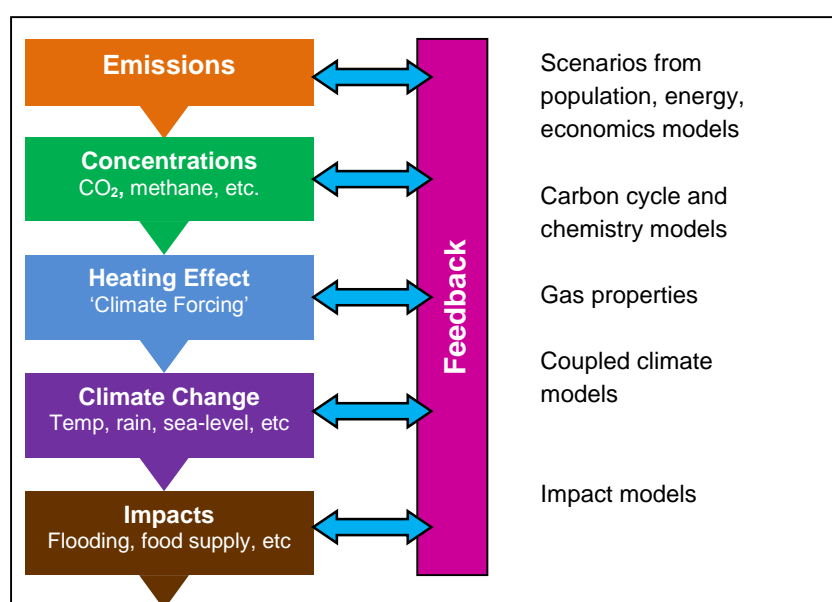 Emissions
Concentrations
CO₂, methane, etc.
Heating Effect
‘Climate Forcing’
Climate Change
Temp, rain, sea-level, etc
Impacts
Flooding, food supply, etc
Feedback
Scenarios from
population, energy,
economics models
Carbon cycle and
chemistry models
Gas properties
Coupled climate
models
Impact models